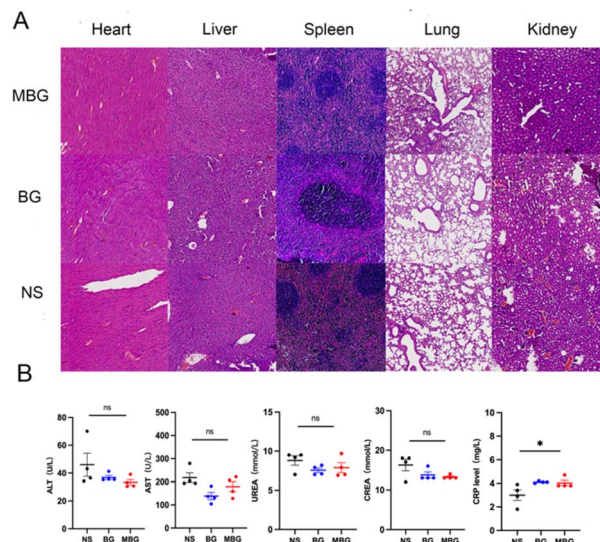 A
Heart Liver Spleen Lung Kidney
MBG
BG
NS
B
ns
ALT (U/L)
80
60
40
20
0
NS BG MBG
ns
AST (U/L)
500
400
300
200
100
0
NS BG MBG
ns
UREA (mmol/L)
15
10
5
0
NS BG MBG
ns
CREA (mmol/L)
30
20
10
0
NS BG MBG
*
CRP level (mg/L)
10
8
6
4
2
0
NS BG MBG